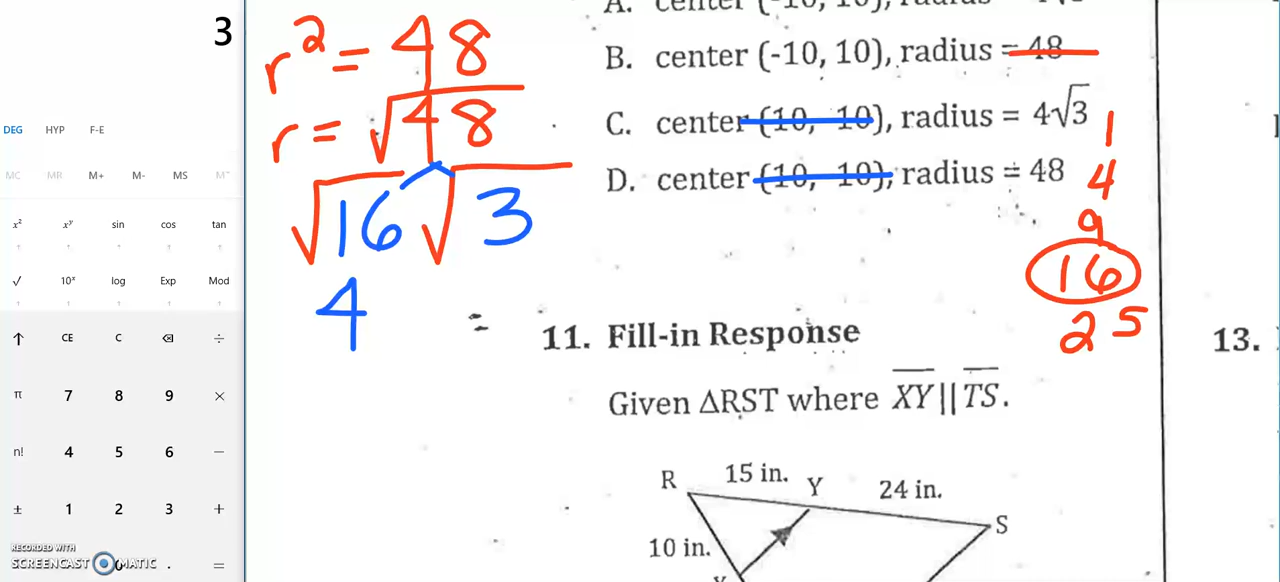 3
DEG HYP F-E
MC MR M+ M- MS M˅
x² xʸ sin cos tan
√ 10ˣ log Exp Mod
↑ CE C ⌫ ÷
π 7 8 9 ×
n! 4 5 6 −
± 1 2 3 +
. =
RECORDED WITH
SCREENCAST MATIC
r² = 48
r = √48
√16 √3
4
B. center (-10, 10), radius = 48
C. center (10, 10), radius = 4√3
D. center (10, 10), radius = 48
1
4
9
16
25
11. Fill-in Response
Given ΔRST where XY||TS.
R 15 in. Y 24 in. S
10 in.
13.